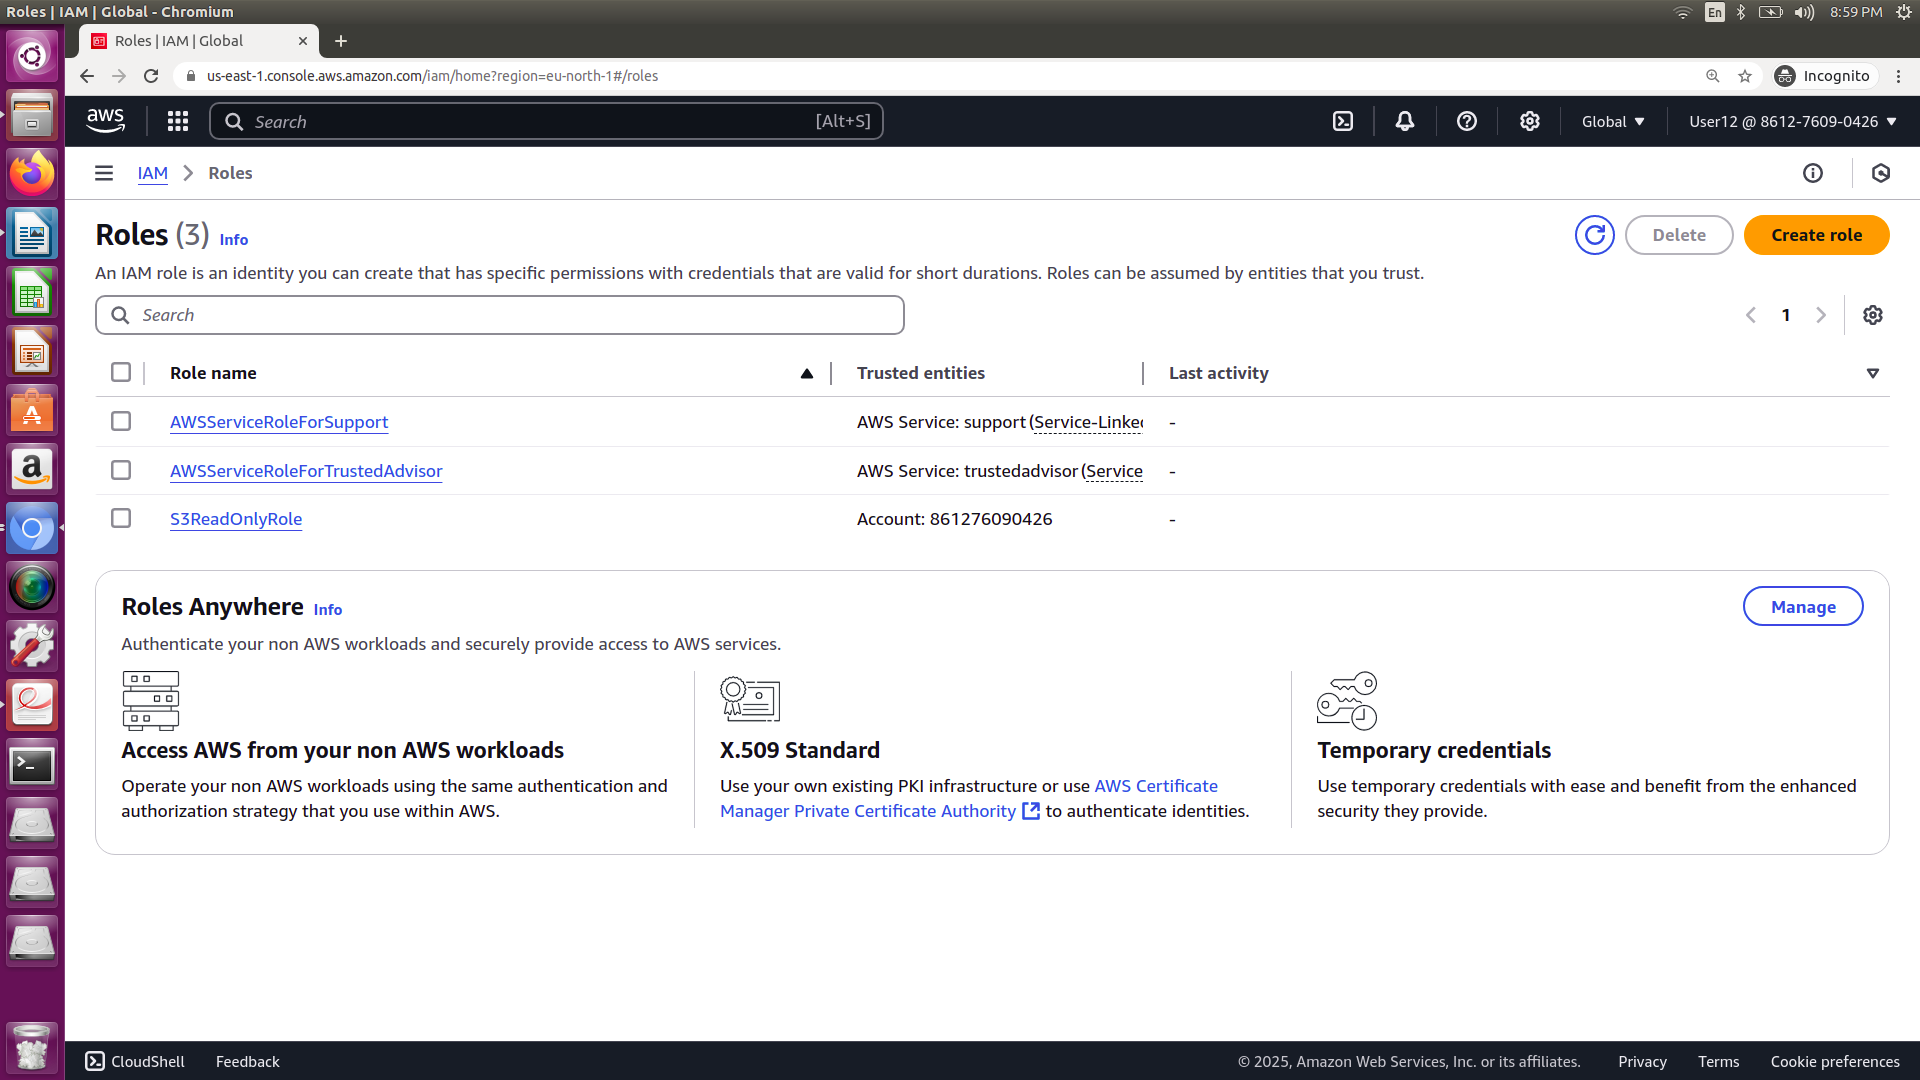 Roles | IAM | Global - Chromium
En
8:59 PM
Roles | IAM | Global
us-east-1.console.aws.amazon.com/iam/home?region=eu-north-1#/roles
Incognito
aws
Search
[Alt+S]
Global
User12 @ 8612-7609-0426
IAM
Roles
Roles (3) Info
Delete
Create role
An IAM role is an identity you can create that has specific permissions with credentials that are valid for short durations. Roles can be assumed by entities that you trust.
Search
1
Role name
Trusted entities
Last activity
AWSServiceRoleForSupport
AWS Service: support (Service-Linked
-
AWSServiceRoleForTrustedAdvisor
AWS Service: trustedadvisor (Service
-
S3ReadOnlyRole
Account: 861276090426
-
Roles Anywhere Info
Manage
Authenticate your non AWS workloads and securely provide access to AWS services.
Access AWS from your non AWS workloads
Operate your non AWS workloads using the same authentication and
authorization strategy that you use within AWS.
X.509 Standard
Use your own existing PKI infrastructure or use AWS Certificate
Manager Private Certificate Authority to authenticate identities.
Temporary credentials
Use temporary credentials with ease and benefit from the enhanced
security they provide.
CloudShell
Feedback
© 2025, Amazon Web Services, Inc. or its affiliates.
Privacy
Terms
Cookie preferences